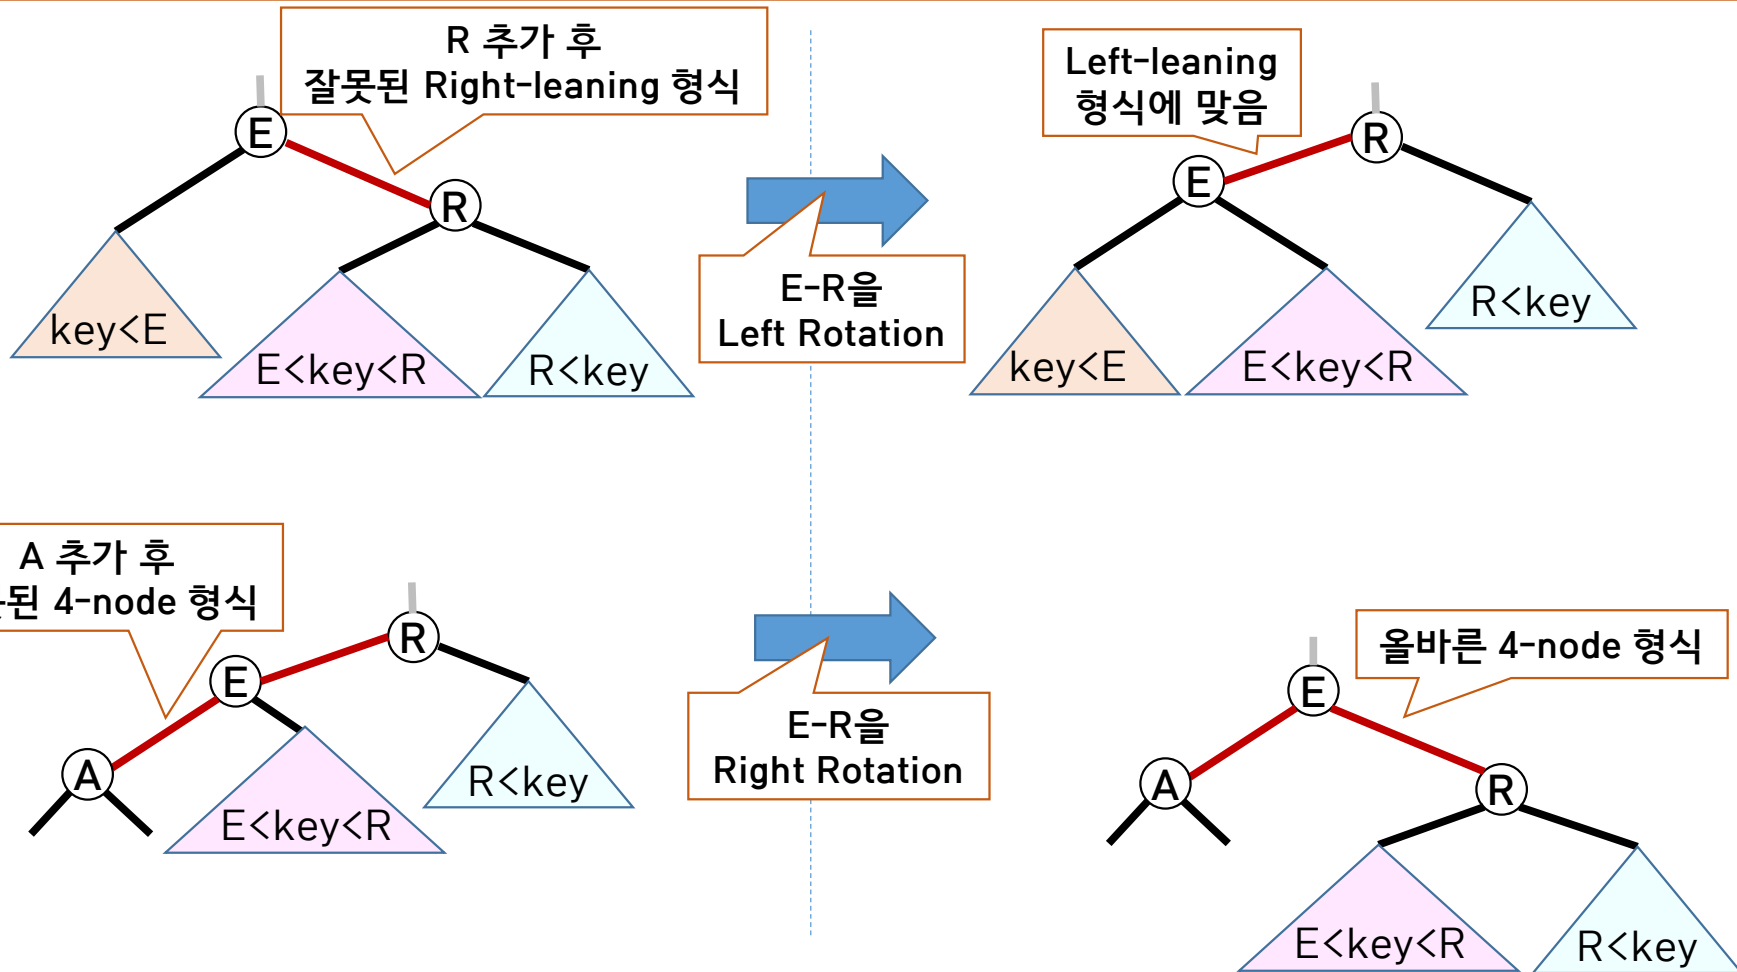 R 추가 후
잘못된 Right-leaning 형식
E
R
key<E
E<key<R
R<key
E-R을
Left Rotation
Left-leaning
형식에 맞음
R
E
key<E
E<key<R
R<key
A 추가 후
된 4-node 형식
R
E
A
E<key<R
R<key
E-R을
Right Rotation
올바른 4-node 형식
E
A
R
E<key<R
R<key